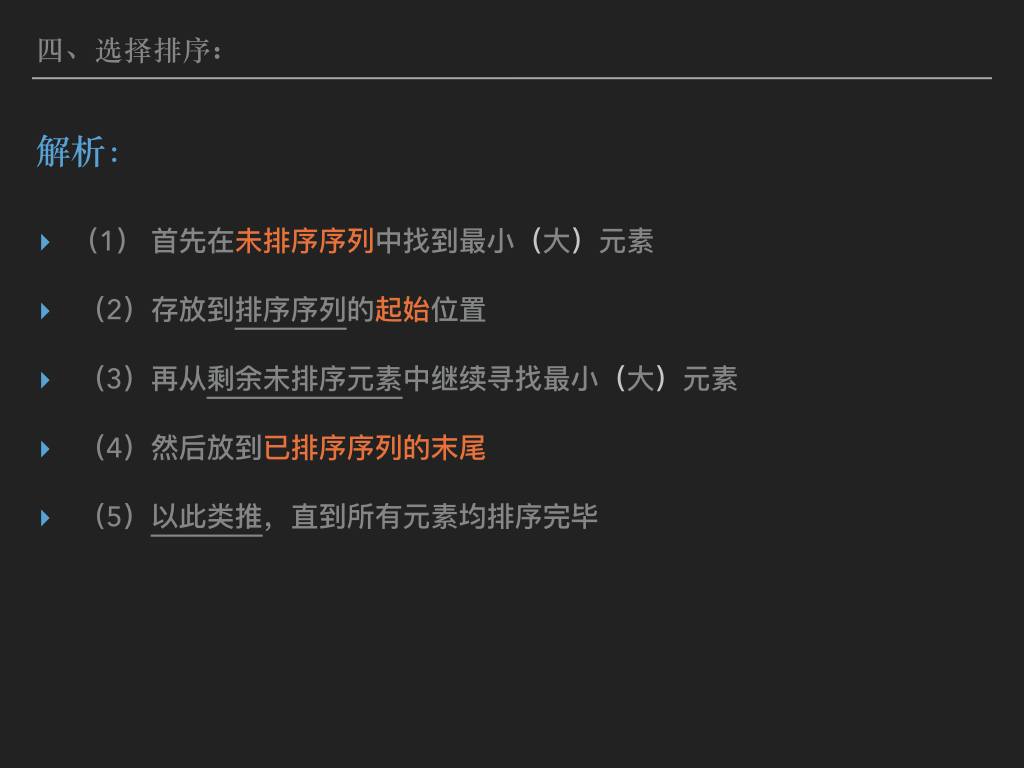 四、选择排序：
解析：
（1） 首先在未排序序列中找到最小（大）元素
（2）存放到排序序列的起始位置
（3）再从剩余未排序元素中继续寻找最小（大）元素
（4）然后放到已排序序列的末尾
（5）以此类推，直到所有元素均排序完毕